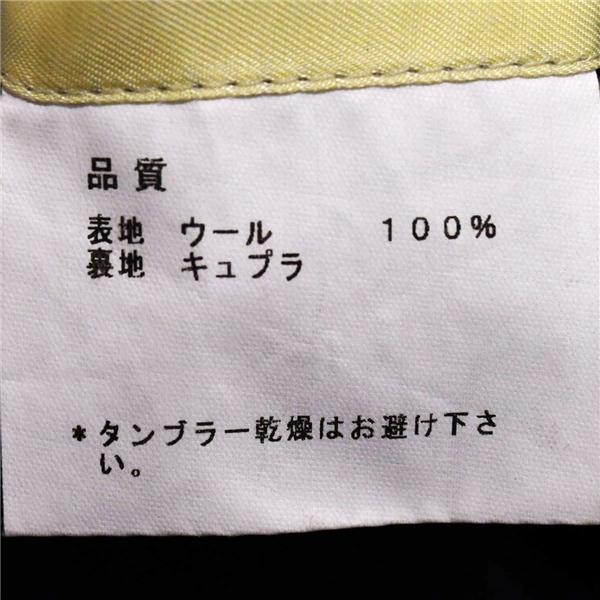 品質
表地 ウール 100%
裏地 キュプラ
*タンブラー乾燥はお避け下さ
い。